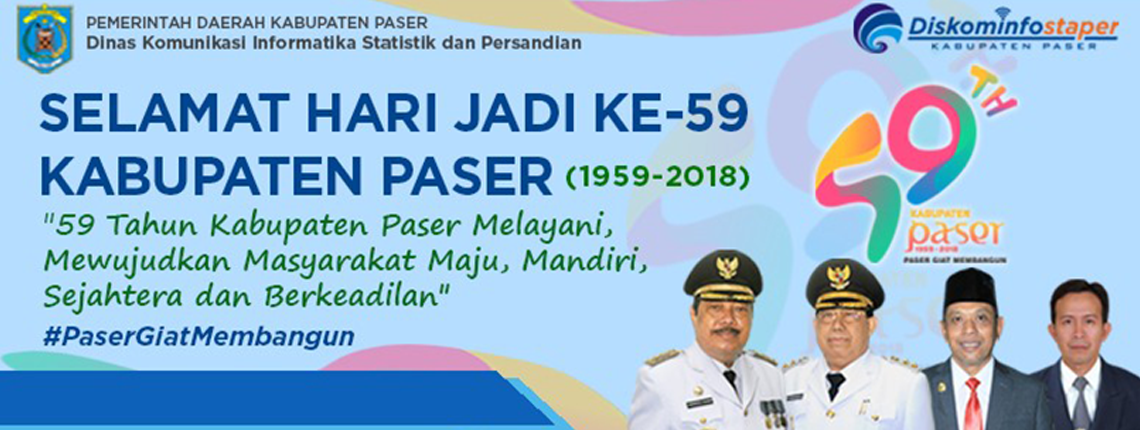 PEMERINTAH DAERAH KABUPATEN PASER
Dinas Komunikasi Informatika Statistik dan Persandian
Diskominfostaper
KABUPATEN PASER
SELAMAT HARI JADI KE-59
KABUPATEN PASER (1959-2018)
"59 Tahun Kabupaten Paser Melayani,
Mewujudkan Masyarakat Maju, Mandiri,
Sejahtera dan Berkeadilan"
#PaserGiatMembangun
59TH
KABUPATEN
paser
1959-2018
PASER GIAT MEMBANGUN